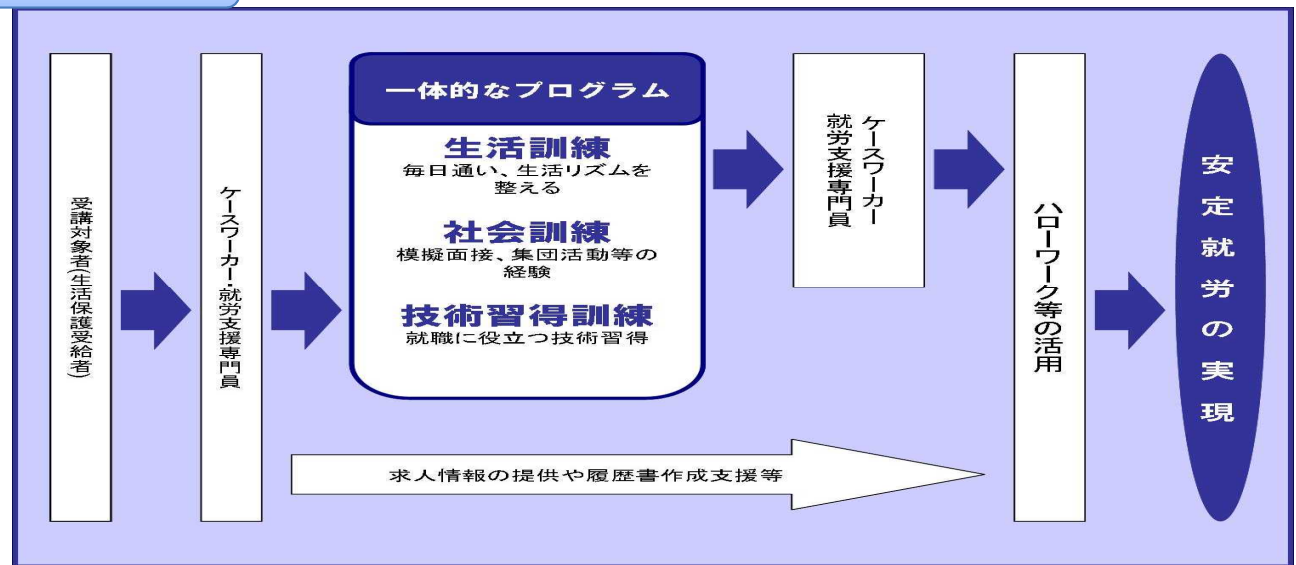 受講対象者(生活保護受給者)
ケースワーカー・就労支援専門員
一体的なプログラム
生活訓練
毎日通い、生活リズムを
整える
社会訓練
模擬面接、集団活動等の
経験
技術習得訓練
就職に役立つ技術習得
ケースワーカー
就労支援専門員
ハローワーク等の活用
安定就労の実現
求人情報の提供や履歴書作成支援等